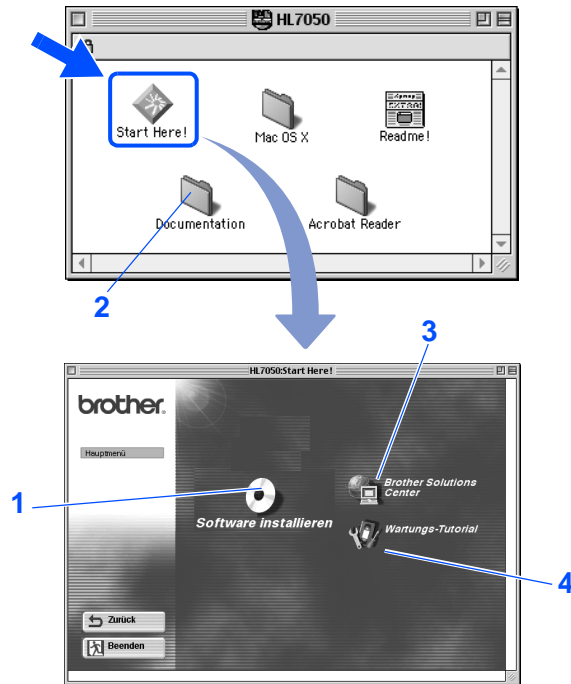 HL7050
Start Here!
Mac OS X
Readme!
EXTRA!
Documentation
Acrobat Reader
2
3
HL7050:Start Here!
brother.
Hauptmenü
1
Software installieren
Brother Solutions
Center
Wartungs-Tutorial
4
Zurück
Beenden